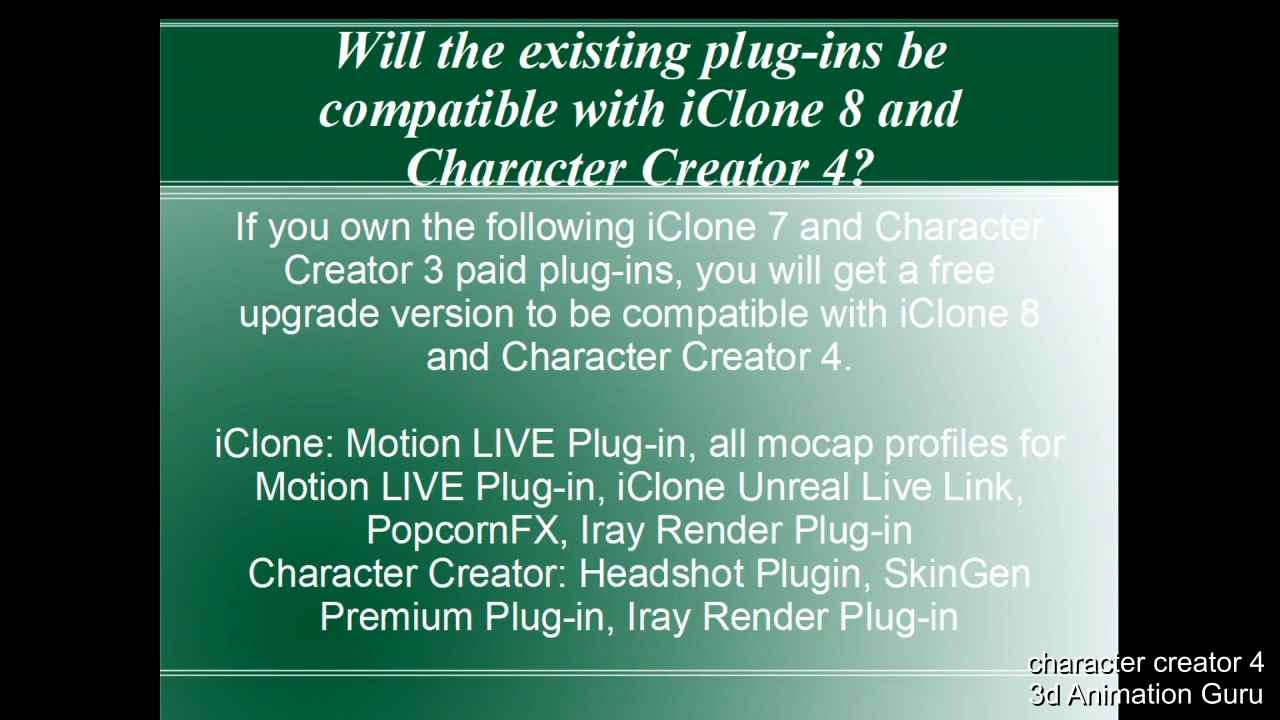 Will the existing plug-ins be
compatible with iClone 8 and
Character Creator 4?
If you own the following iClone 7 and Character
Creator 3 paid plug-ins, you will get a free
upgrade version to be compatible with iClone 8
and Character Creator 4.
iClone: Motion LIVE Plug-in, all mocap profiles for
Motion LIVE Plug-in, iClone Unreal Live Link,
PopcornFX, Iray Render Plug-in
Character Creator: Headshot Plugin, SkinGen
Premium Plug-in, Iray Render Plug-in
character creator 4
3d Animation Guru